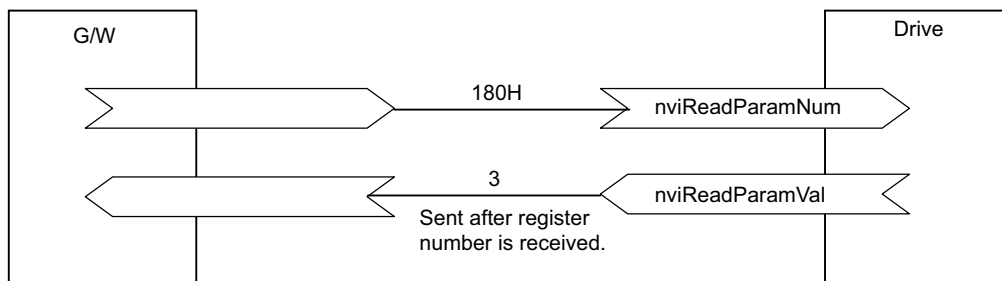 G/W
Drive
180H
nviReadParamNum
3
nviReadParamVal
Sent after register
number is received.